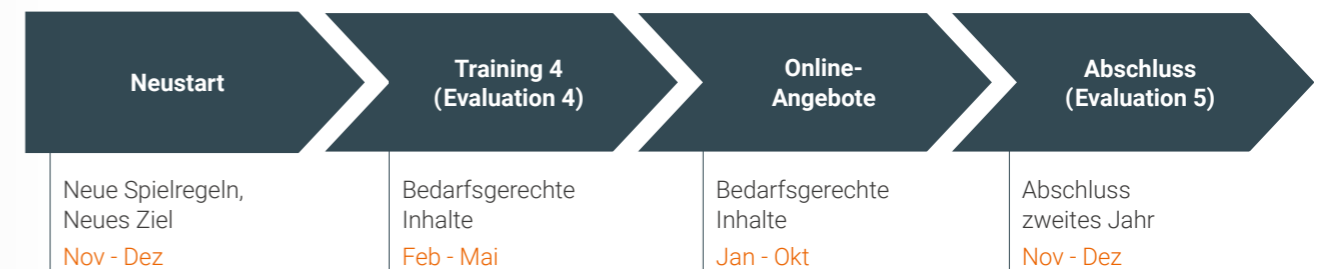 Neustart
Training 4
(Evaluation 4)
Online-
Angebote
Abschluss
(Evaluation 5)
Neue Spielregeln,
Neues Ziel
Nov - Dez
Bedarfsgerechte
Inhalte
Feb - Mai
Bedarfsgerechte
Inhalte
Jan - Okt
Abschluss
zweites Jahr
Nov - Dez